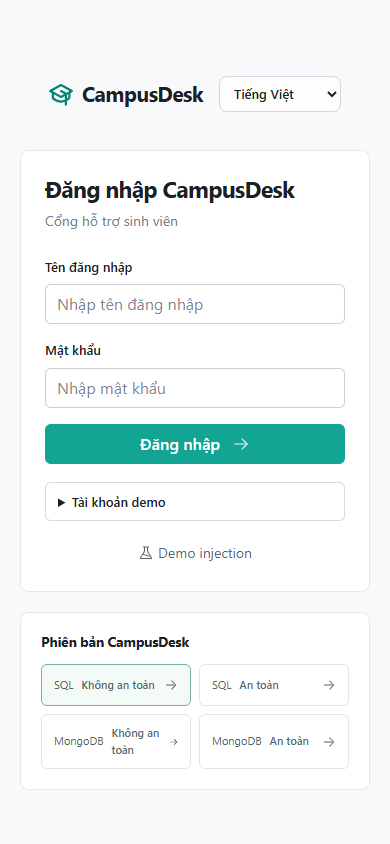 CampusDesk
Tiếng Việt
Đăng nhập CampusDesk
Cổng hỗ trợ sinh viên
Tên đăng nhập
Nhập tên đăng nhập
Mật khẩu
Nhập mật khẩu
Đăng nhập →
▶ Tài khoản demo
Demo injection
Phiên bản CampusDesk
SQL Không an toàn →
SQL An toàn →
MongoDB Không an
toàn →
MongoDB An toàn →